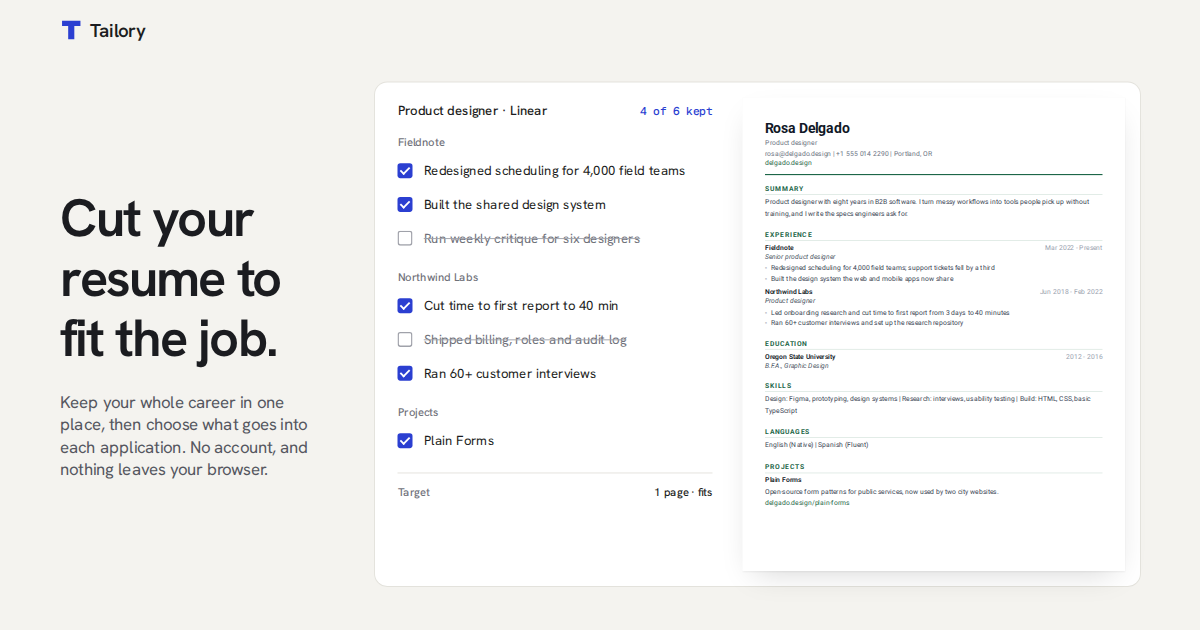 Tailory
Cut your
resume to
fit the job.
Keep your whole career in one
place, then choose what goes into
each application. No account, and
nothing leaves your browser.
Product designer · Linear
4 of 6 kept
Fieldnote
Redesigned scheduling for 4,000 field teams
Built the shared design system
Run weekly critique for six designers
Northwind Labs
Cut time to first report to 40 min
Shipped billing, roles and audit log
Ran 60+ customer interviews
Projects
Plain Forms
Target
1 page · fits
Rosa Delgado
Product designer
rosa@delgado.design | +1 555 014 2290 | Portland, OR
delgado.design
SUMMARY
Product designer with eight years in B2B software. I turn messy workflows into tools people pick up without
training, and I write the specs engineers ask for.
EXPERIENCE
Fieldnote
Mar 2022 - Present
Senior product designer
- Redesigned scheduling for 4,000 field teams; support tickets fell by a third
- Built the design system the web and mobile apps now share
Northwind Labs
Jun 2018 - Feb 2022
Product designer
- Led onboarding research and cut time to first report from 3 days to 40 minutes
- Ran 60+ customer interviews and set up the research repository
EDUCATION
Oregon State University
2012 - 2016
B.F.A., Graphic Design
SKILLS
Design: Figma, prototyping, design systems | Research: interviews, usability testing | Build: HTML, CSS, basic
TypeScript
LANGUAGES
English (Native) | Spanish (Fluent)
PROJECTS
Plain Forms
Open-source form patterns for public services, now used by two city websites.
delgado.design/plain-forms